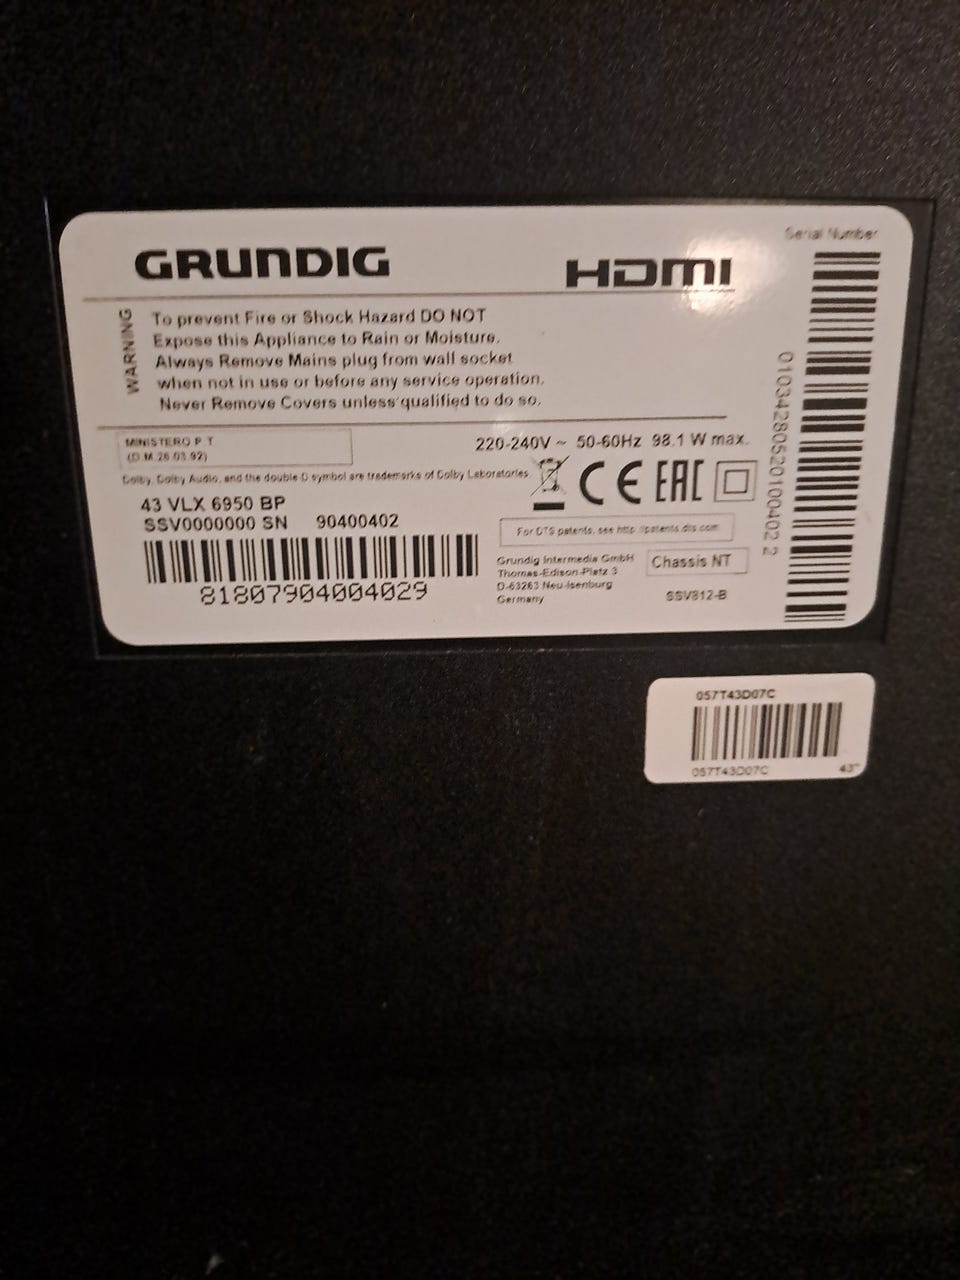 GRUNDIG
HDMI
Serial Number
WARNING
To prevent Fire or Shock Hazard DO NOT
Expose this Appliance to Rain or Moisture.
Always Remove Mains plug from wall socket
when not in use or before any service operation.
Never Remove Covers unless qualified to do so.
MINISTERO P.T
(D.M.26.03.92)
220-240V ~ 50-60Hz 98.1 W max.
Dolby, Dolby Audio, and the double D symbol are trademarks of Dolby Laboratories.
CE EAC
43 VLX 6950 BP
SSV0000000 SN 90400402
81807904004029
For DTS patents, see http://patents.dts.com
Grundig Intermedia GmbH
Thomas-Edison-Platz 3
D-63263 Neu-Isenburg
Germany
Chassis NT
SSV812-B
0103428052010040 2 2
057T43D07C
057T43D07C 43"